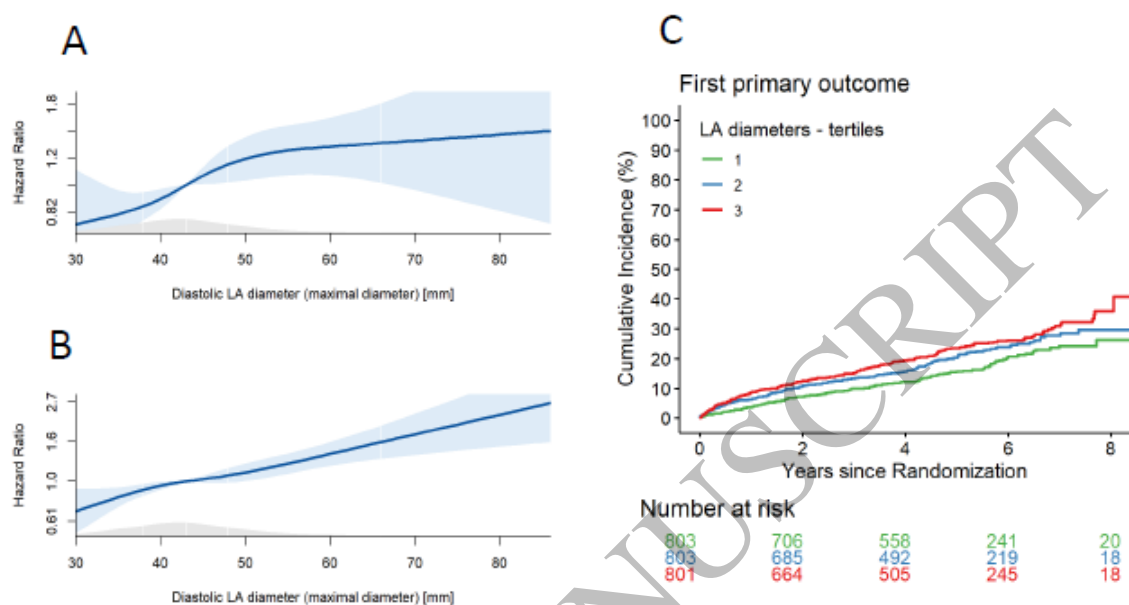 A
Hazard Ratio
1.8
1.2
0.82
30 40 50 60 70 80
Diastolic LA diameter (maximal diameter) [mm]
B
Hazard Ratio
2.7
1.6
1.0
0.61
30 40 50 60 70 80
Diastolic LA diameter (maximal diameter) [mm]
C
First primary outcome
LA diameters - tertiles
1
2
3
Cumulative Incidence (%)
100
90
80
70
60
50
40
30
20
10
0
0 2 4 6 8
Years since Randomization
Number at risk
803 706 558 241 20
803 685 492 219 18
801 664 505 245 18
NUSCRIPT